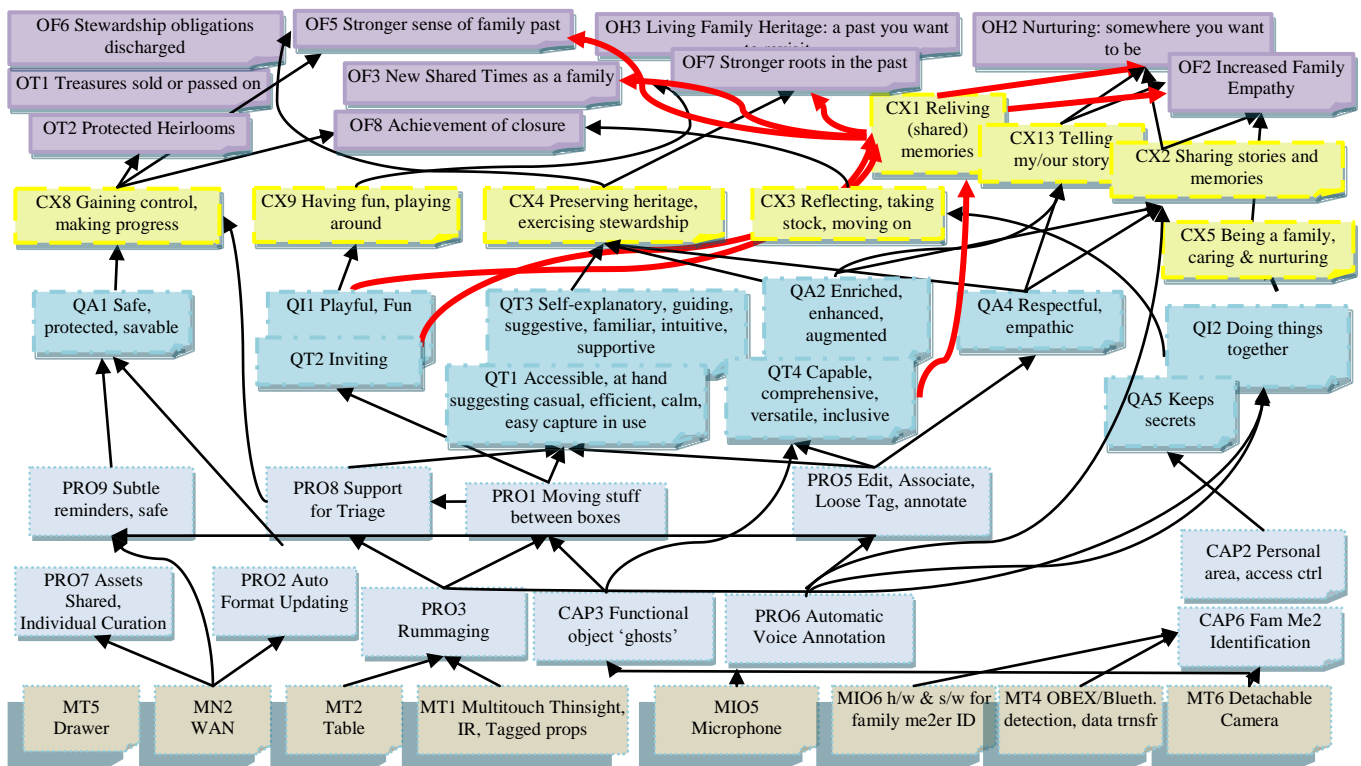 OF6 Stewardship obligations
discharged
OF5 Stronger sense of family past
OH3 Living Family Heritage: a past you want
OH2 Nurturing: somewhere you want
to be
OT1 Treasures sold or passed on
OF3 New Shared Times as a family
OF7 Stronger roots in the past
OF2 Increased Family
Empathy
OT2 Protected Heirlooms
OF8 Achievement of closure
CX1 Reliving
(shared)
memories
CX13 Telling
my/our story
CX2 Sharing stories and
memories
CX8 Gaining control,
making progress
CX9 Having fun, playing
around
CX4 Preserving heritage,
exercising stewardship
CX3 Reflecting, taking
stock, moving on
CX5 Being a family,
caring & nurturing
QA1 Safe,
protected, savable
QI1 Playful, Fun
QT2 Inviting
QT3 Self-explanatory, guiding,
suggestive, familiar, intuitive,
supportive
QA2 Enriched,
enhanced,
augmented
QA4 Respectful,
empathic
QI2 Doing things
together
QT1 Accessible, at hand
suggesting casual, efficient, calm,
easy capture in use
QT4 Capable,
comprehensive,
versatile, inclusive
QA5 Keeps
secrets
PRO9 Subtle
reminders, safe
PRO8 Support
for Triage
PRO1 Moving stuff
between boxes
PRO5 Edit, Associate,
Loose Tag, annotate
CAP2 Personal
area, access ctrl
PRO7 Assets
Shared,
Individual Curation
PRO2 Auto
Format Updating
PRO3
Rummaging
CAP3 Functional
object ‘ghosts’
PRO6 Automatic
Voice Annotation
CAP6 Fam Me2
Identification
MT5
Drawer
MN2
WAN
MT2
Table
MT1 Multitouch Thinsight,
IR, Tagged props
MIO5
Microphone
MIO6 h/w & s/w for
family me2er ID
MT4 OBEX/Blueth.
detection, data trnsfr
MT6 Detachable
Camera